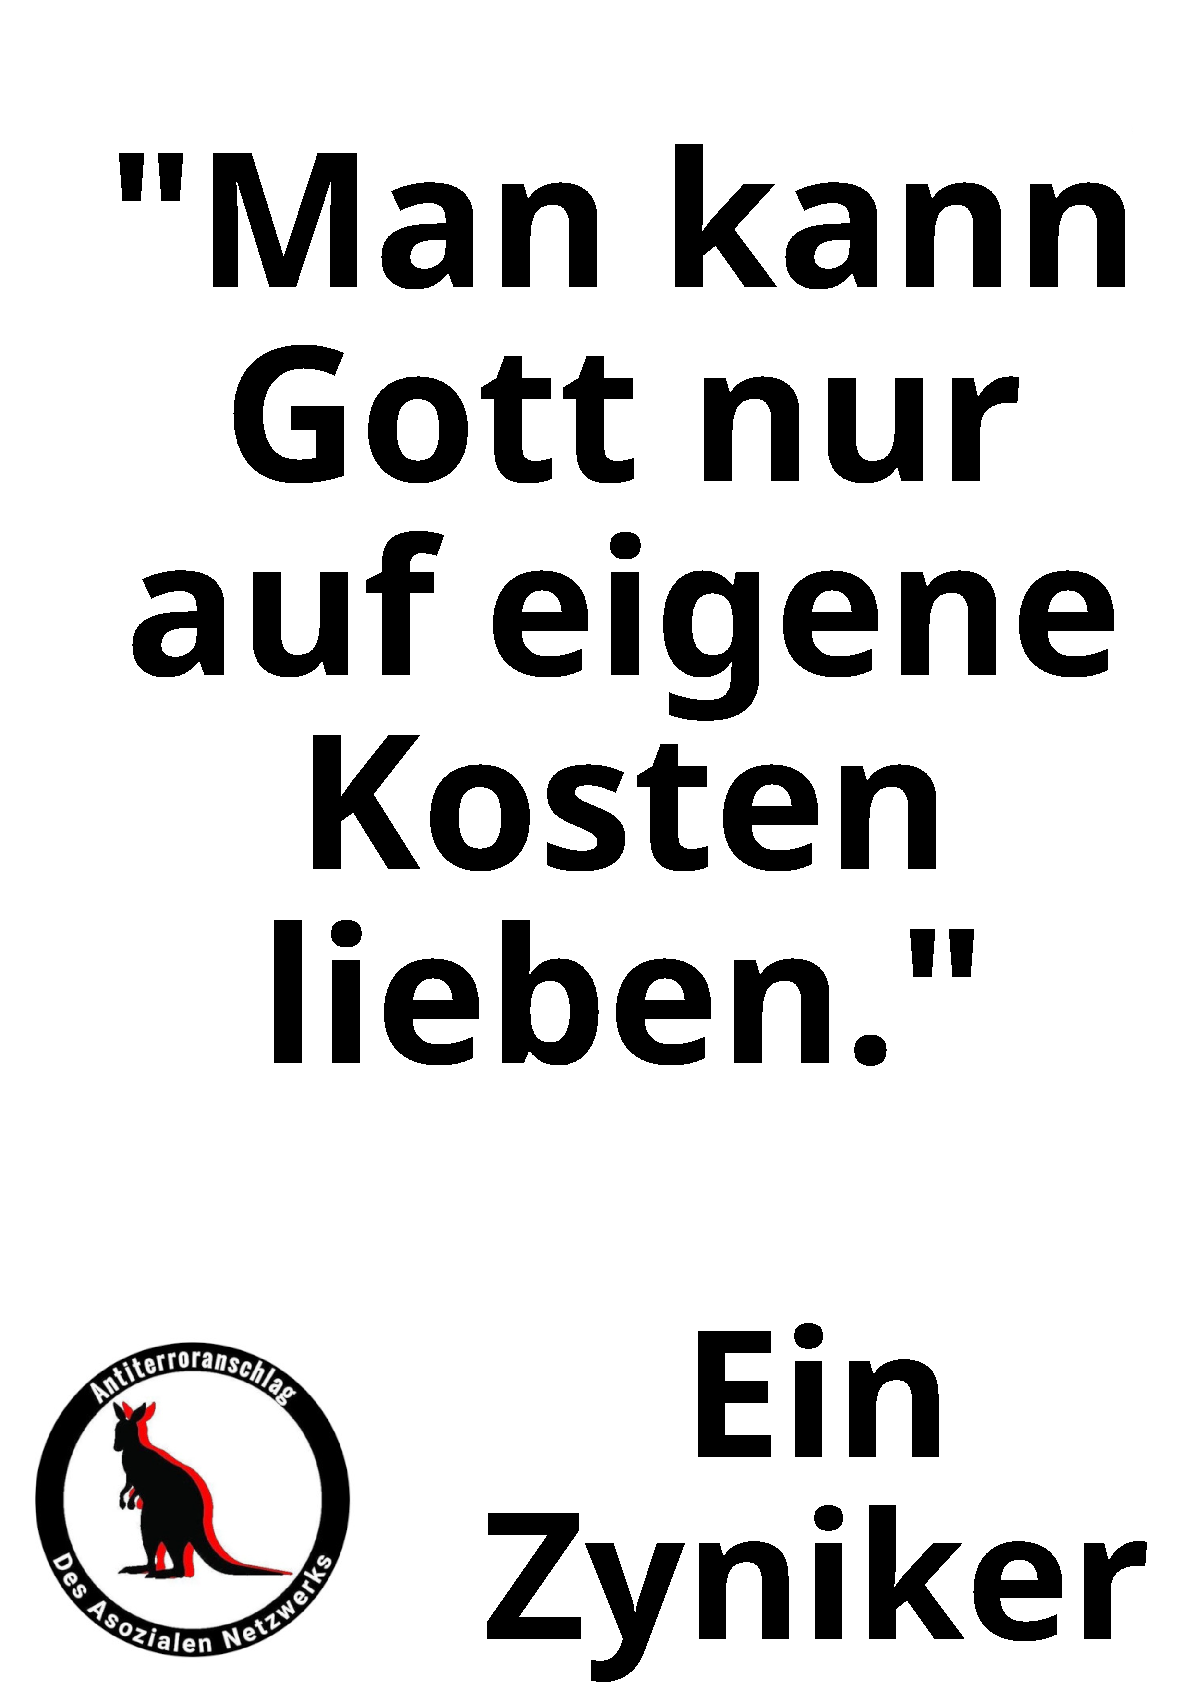 "Man kann
Gott nur
auf eigene
Kosten
lieben."
Antiterroranschlag
Des Asozialen Netzwerks
Ein
Zyniker